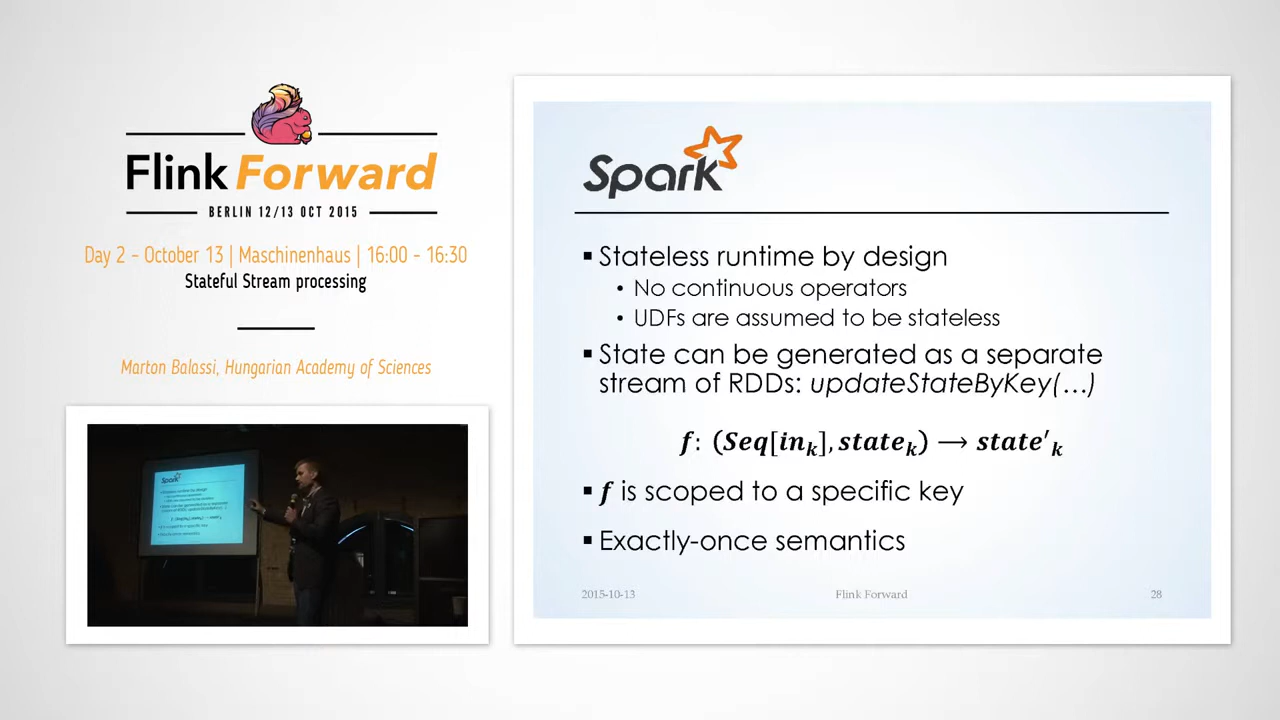 Flink Forward
BERLIN 12/13 OCT 2015
Day 2 - October 13 | Maschinenhaus | 16:00 - 16:30
Stateful Stream processing
Marton Balassi, Hungarian Academy of Sciences
Spark
▪ Stateless runtime by design
• No continuous operators
• UDFs are assumed to be stateless
▪ State can be generated as a separate
stream of RDDs: updateStateByKey(…)
f: (Seq[in_k], state_k) ⟶ state'_k
▪ f is scoped to a specific key
▪ Exactly-once semantics
2015-10-13 Flink Forward 28
Spark